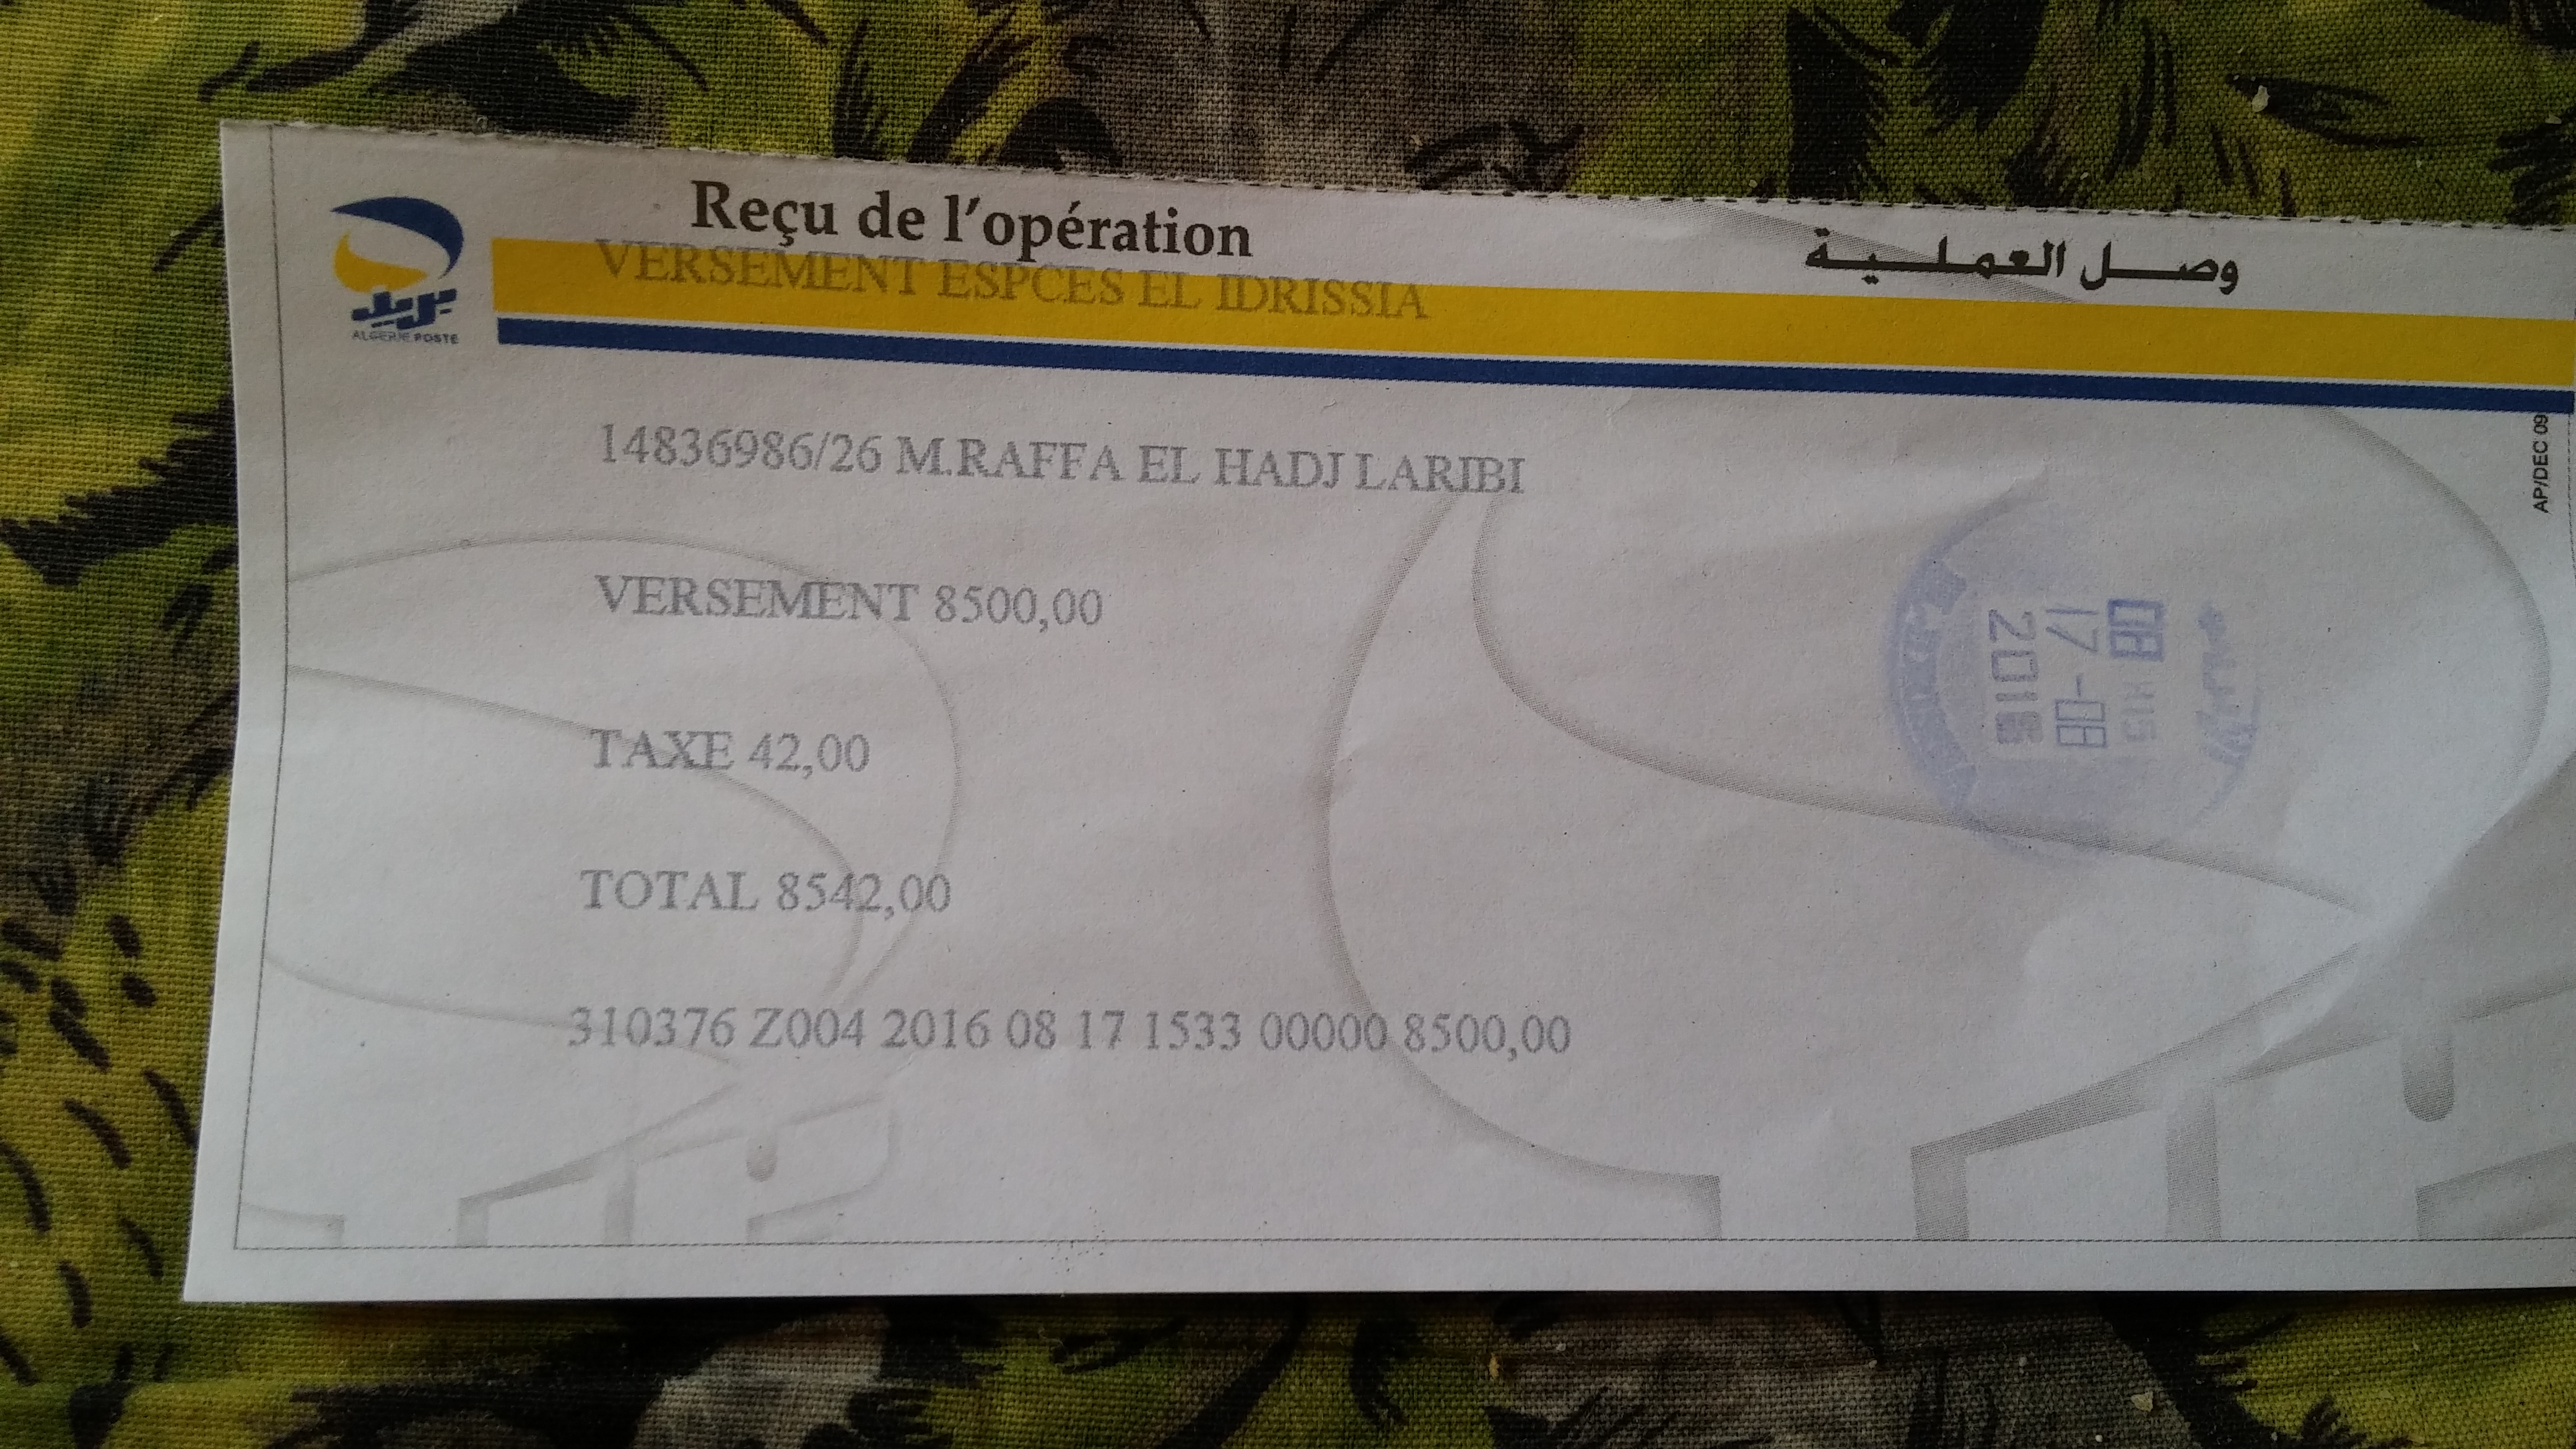 Reçu de l'opération
وصل العملية
VERSEMENT ESPCES EL IDRISSIA
بريد
ALGERIE POSTE
AP/DEC 09
14836986/26 M.RAFFA EL HADJ LARIBI
VERSEMENT 8500,00
TAXE 42,00
TOTAL 8542,00
310376 Z004 2016 08 17 1533 00000 8500,00
17 -08
2016